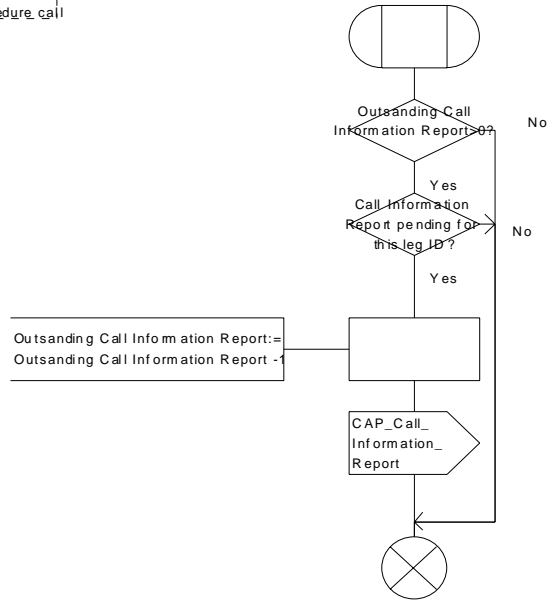 edure call
Outsanding Call
Information Report>0?
No
Yes
Call Information
Report pending for
this leg ID?
No
Yes
Outsanding Call Information Report:=
Outsanding Call Information Report -1
CAP_Call_
Information_
Report